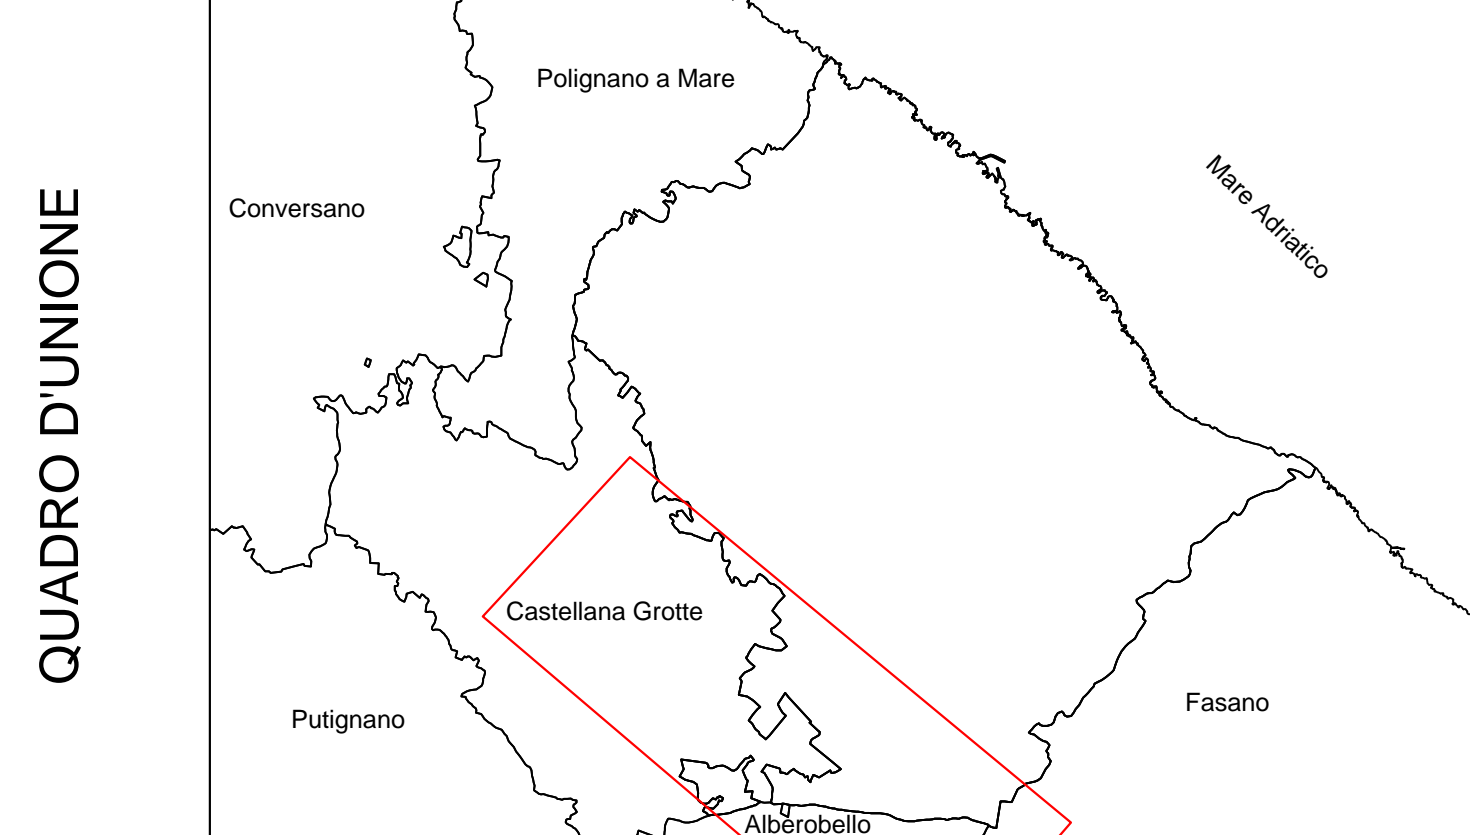 QUADRO D'UNIONE
Polignano a Mare
Conversano
Mare Adriatico
Castellana Grotte
Putignano
Fasano
Alberobello